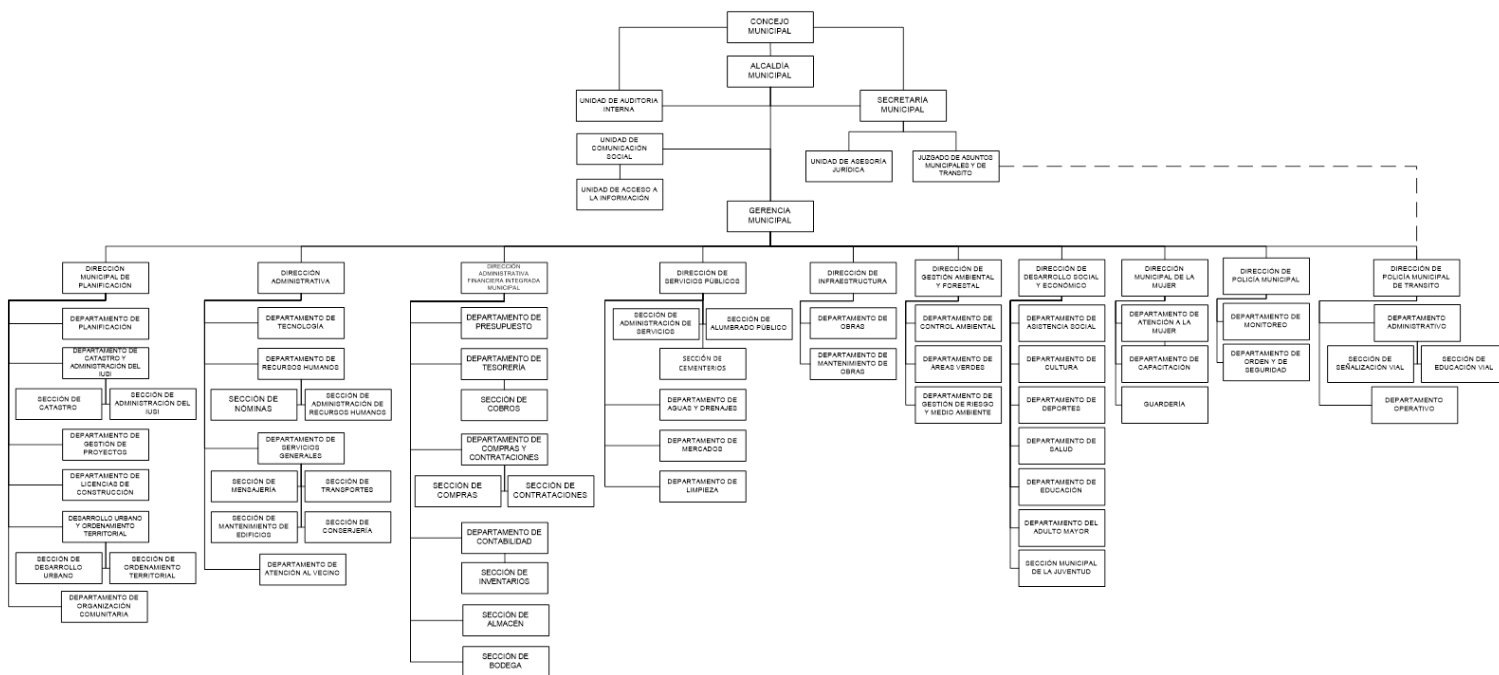 CONCEJO
MUNICIPAL
ALCALDÍA
MUNICIPAL
UNIDAD DE AUDITORIA
INTERNA
SECRETARÍA
MUNICIPAL
UNIDAD DE
COMUNICACIÓN
SOCIAL
UNIDAD DE ASESORÍA
JURÍDICA
JUZGADO DE ASUNTOS
MUNICIPALES Y DE
TRANSITO
UNIDAD DE ACCESO A
LA INFORMACIÓN
GERENCIA
MUNICIPAL
DIRECCIÓN
MUNICIPAL DE
PLANIFICACIÓN
DEPARTAMENTO DE
PLANIFICACIÓN
DEPARTAMENTO DE
CATASTRO Y
ADMINISTRACIÓN DEL
IUSI
SECCIÓN DE
CATASTRO
SECCIÓN DE
ADMINISTRACIÓN DEL
IUSI
DEPARTAMENTO DE
GESTIÓN DE
PROYECTOS
DEPARTAMENTO DE
LICENCIAS DE
CONSTRUCCIÓN
DESARROLLO URBANO
Y ORDENAMIENTO
TERRITORIAL
SECCIÓN DE
DESARROLLO
URBANO
SECCIÓN DE
ORDENAMIENTO
TERRITORIAL
DEPARTAMENTO DE
ORGANIZACIÓN
COMUNITARIA
DIRECCIÓN
ADMINISTRATIVA
DEPARTAMENTO DE
TECNOLOGÍA
DEPARTAMENTO DE
RECURSOS HUMANOS
SECCIÓN DE
NOMINAS
SECCIÓN DE
ADMINISTRACIÓN DE
RECURSOS HUMANOS
DEPARTAMENTO DE
SERVICIOS
GENERALES
SECCIÓN DE
MENSAJERÍA
SECCIÓN DE
TRANSPORTES
SECCIÓN DE
MANTENIMIENTO DE
EDIFICIOS
SECCIÓN DE
CONSERJERÍA
DEPARTAMENTO DE
ATENCIÓN AL VECINO
DIRECCIÓN
ADMINISTRATIVA
FINANCIERA INTEGRADA
MUNICIPAL
DEPARTAMENTO DE
PRESUPUESTO
DEPARTAMENTO DE
TESORERÍA
SECCIÓN DE
COBROS
DEPARTAMENTO DE
COMPRAS Y
CONTRATACIONES
SECCIÓN DE
COMPRAS
SECCIÓN DE
CONTRATACIONES
DEPARTAMENTO DE
CONTABILIDAD
SECCIÓN DE
INVENTARIOS
SECCIÓN DE
ALMACÉN
SECCIÓN DE
BODEGA
DIRECCIÓN DE
SERVICIOS PÚBLICOS
SECCIÓN DE
ADMINISTRACIÓN DE
SERVICIOS
SECCIÓN DE
ALUMBRADO PÚBLICO
SECCIÓN DE
CEMENTERIOS
DEPARTAMENTO DE
AGUAS Y DRENAJES
DEPARTAMENTO DE
MERCADOS
DEPARTAMENTO DE
LIMPIEZA
DIRECCIÓN DE
INFRAESTRUCTURA
DEPARTAMENTO DE
OBRAS
DEPARTAMENTO DE
MANTENIMIENTO DE
OBRAS
DIRECCIÓN DE
GESTIÓN AMBIENTAL
Y FORESTAL
DEPARTAMENTO DE
CONTROL AMBIENTAL
DEPARTAMENTO DE
ÁREAS VERDES
DEPARTAMENTO DE
GESTIÓN DE RIESGO
Y MEDIO AMBIENTE
DIRECCIÓN DE
DESARROLLO SOCIAL
Y ECONÓMICO
DEPARTAMENTO DE
ASISTENCIA SOCIAL
DEPARTAMENTO DE
CULTURA
DEPARTAMENTO DE
DEPORTES
DEPARTAMENTO DE
SALUD
DEPARTAMENTO DE
EDUCACIÓN
DEPARTAMENTO DEL
ADULTO MAYOR
SECCIÓN MUNICIPAL
DE LA JUVENTUD
DIRECCIÓN
MUNICIPAL DE LA
MUJER
DEPARTAMENTO DE
ATENCIÓN A LA
MUJER
DEPARTAMENTO DE
CAPACITACIÓN
GUARDERÍA
DIRECCIÓN DE
POLICÍA MUNICIPAL
DEPARTAMENTO DE
MONITOREO
DEPARTAMENTO DE
ORDEN Y DE
SEGURIDAD
DIRECCIÓN DE
POLICÍA MUNICIPAL
DE TRANSITO
DEPARTAMENTO
ADMINISTRATIVO
SECCIÓN DE
SEÑALIZACIÓN VIAL
SECCIÓN DE
EDUCACIÓN VIAL
DEPARTAMENTO
OPERATIVO